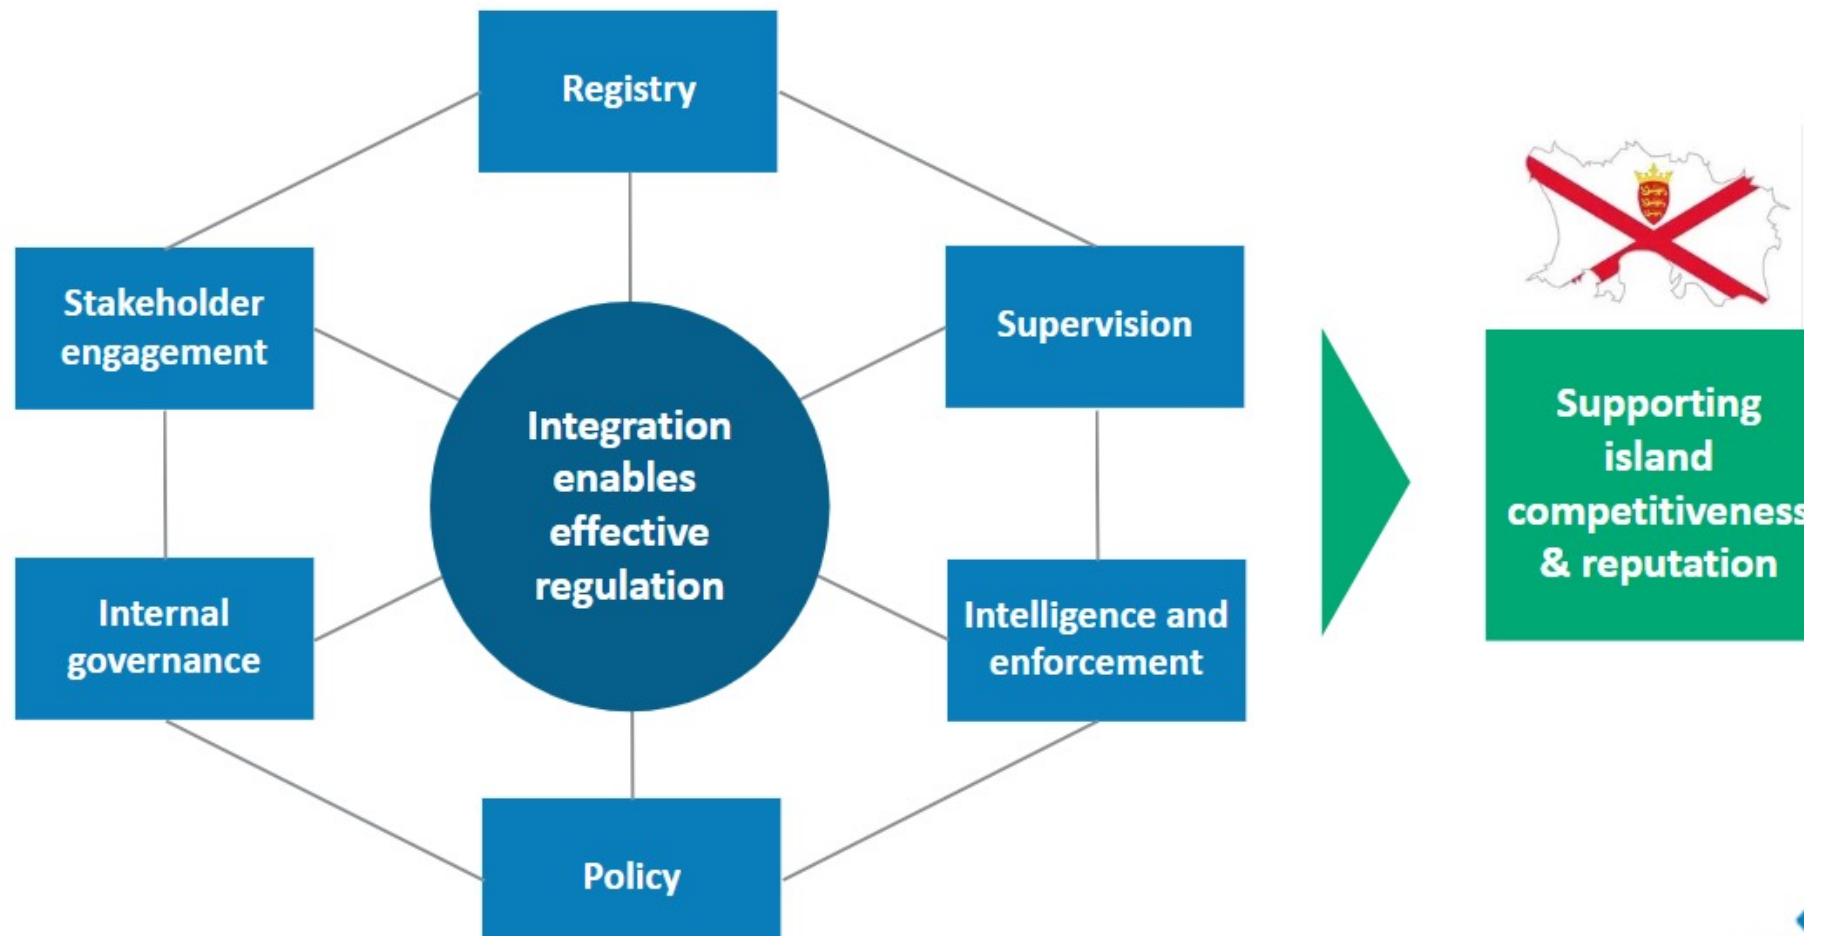 Registry
Stakeholder
engagement
Supervision
Integration
enables
effective
regulation
Internal
governance
Intelligence and
enforcement
Policy
Supporting
island
competitiveness
& reputation